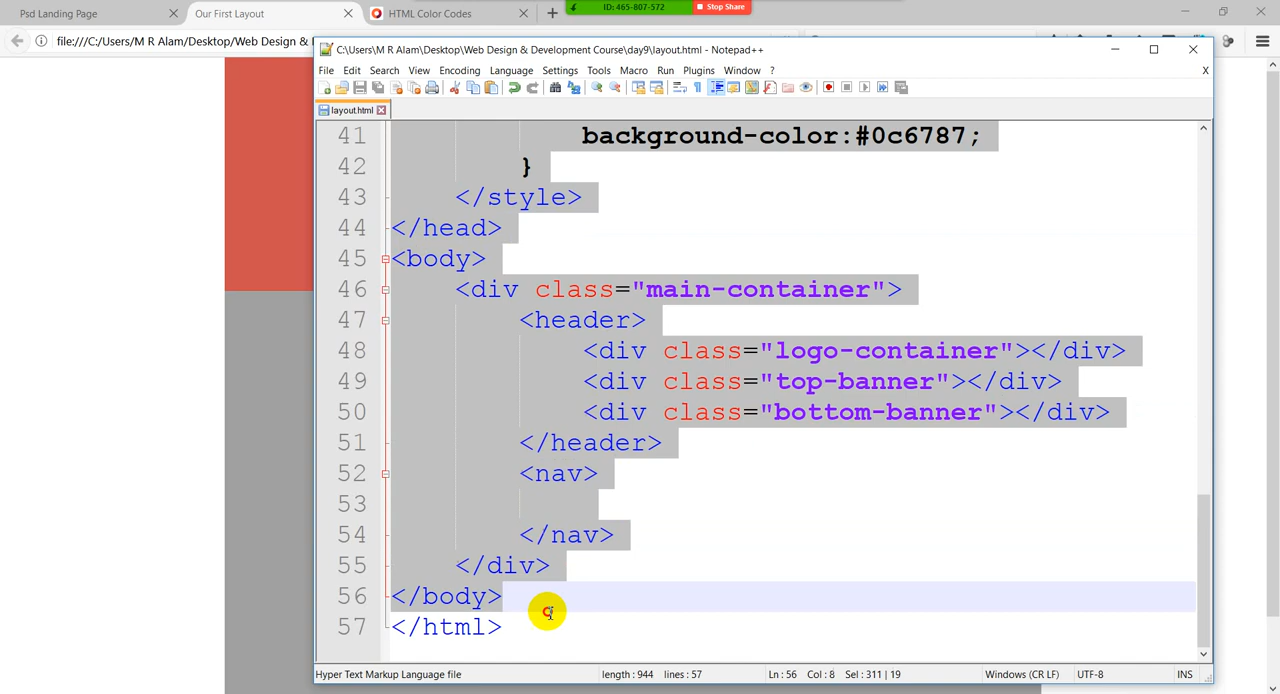 ID: 465-807-572 Stop Share
Psd Landing Page Our First Layout HTML Color Codes
file:///C:/Users/M R Alam/Desktop/Web Design &
C:\Users\M R Alam\Desktop\Web Design & Development Course\day9\layout.html - Notepad++
File Edit Search View Encoding Language Settings Tools Macro Run Plugins Window ? X
layout.html
41 background-color:#0c6787;
42 }
43 </style>
44 </head>
45 <body>
46 <div class="main-container">
47 <header>
48 <div class="logo-container"></div>
49 <div class="top-banner"></div>
50 <div class="bottom-banner"></div>
51 </header>
52 <nav>
53
54 </nav>
55 </div>
56 </body>
57 </html>
Hyper Text Markup Language file length : 944 lines : 57 Ln : 56 Col : 8 Sel : 311 | 19 Windows (CR LF) UTF-8 INS